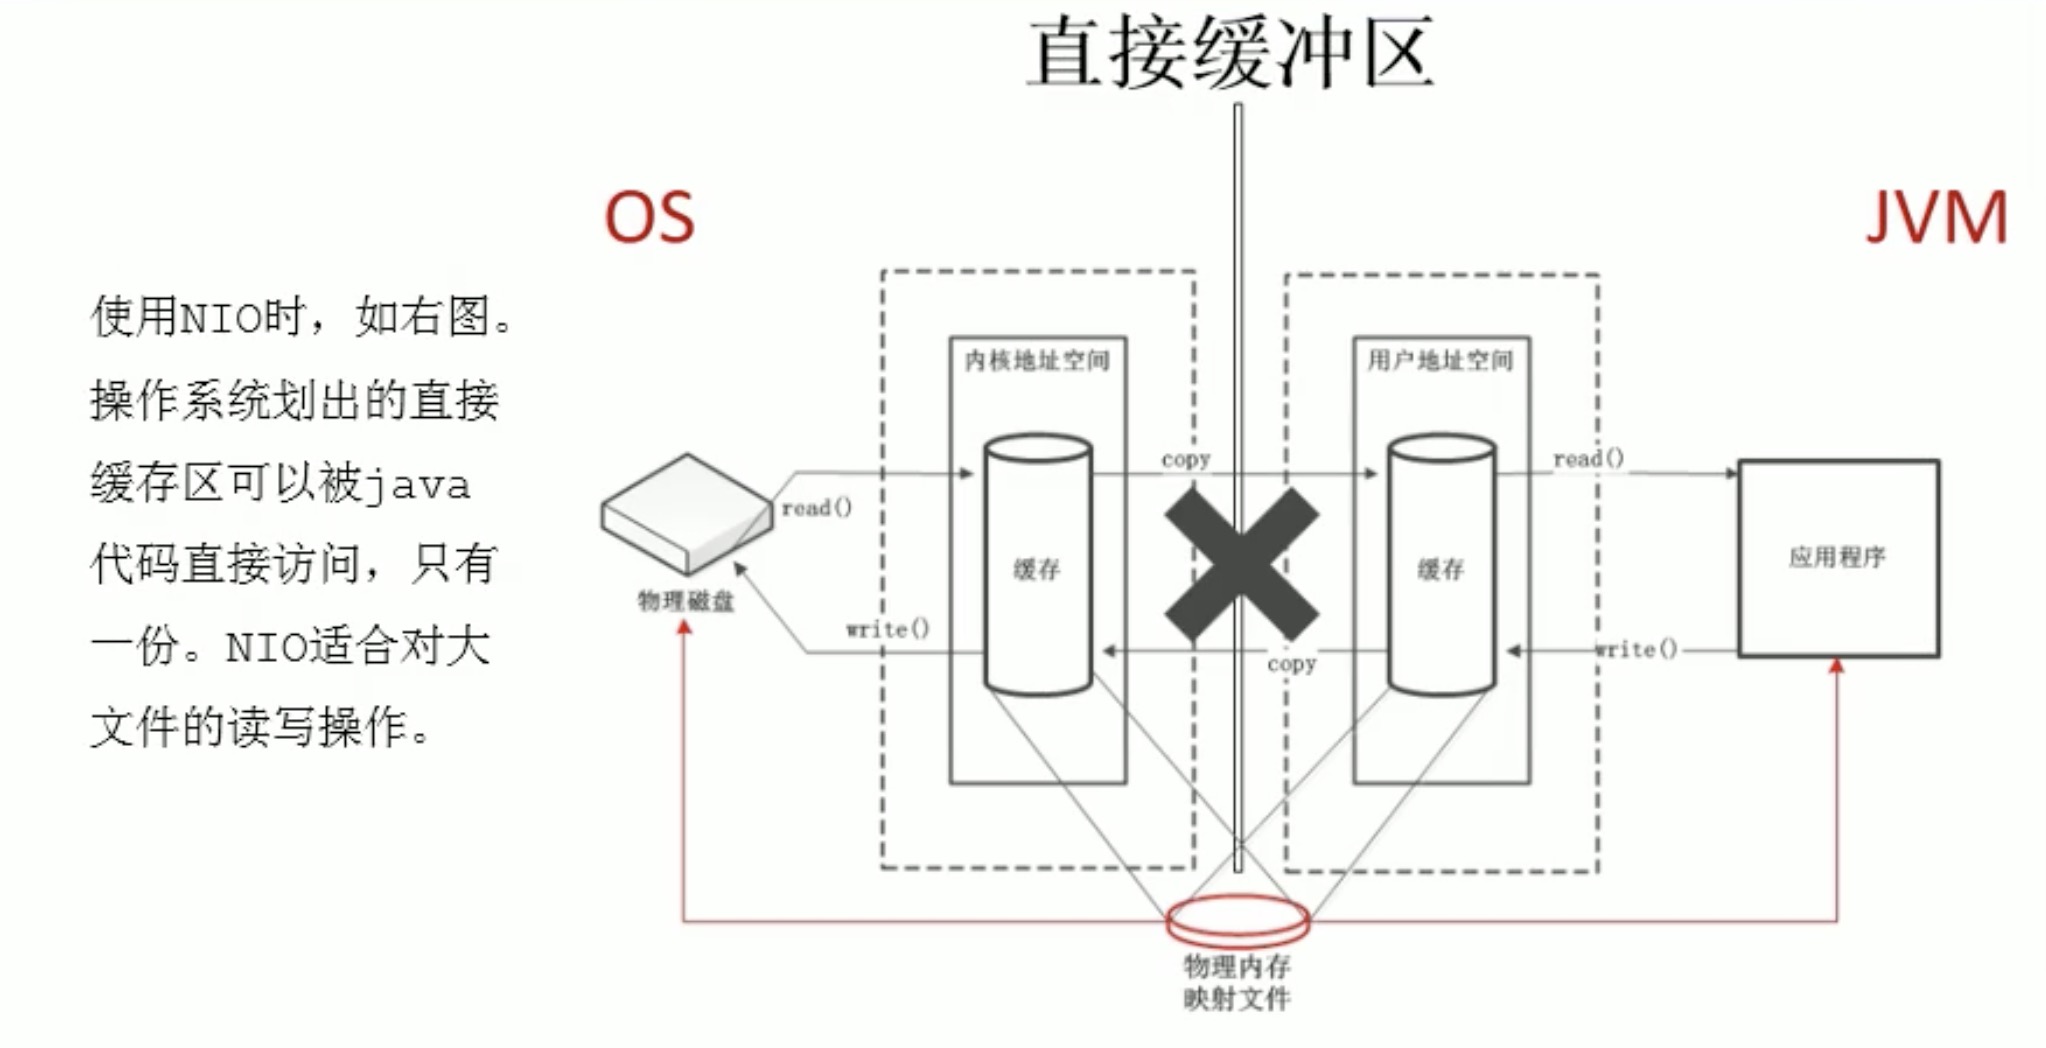 直接缓冲区
OS
JVM
使用NIO时，如右图。
操作系统划出的直接
缓存区可以被java
代码直接访问，只有
一份。NIO适合对大
文件的读写操作。
内核地址空间
用户地址空间
copy
read()
read()
缓存
缓存
应用程序
物理磁盘
write()
copy
write()
物理内存
映射文件